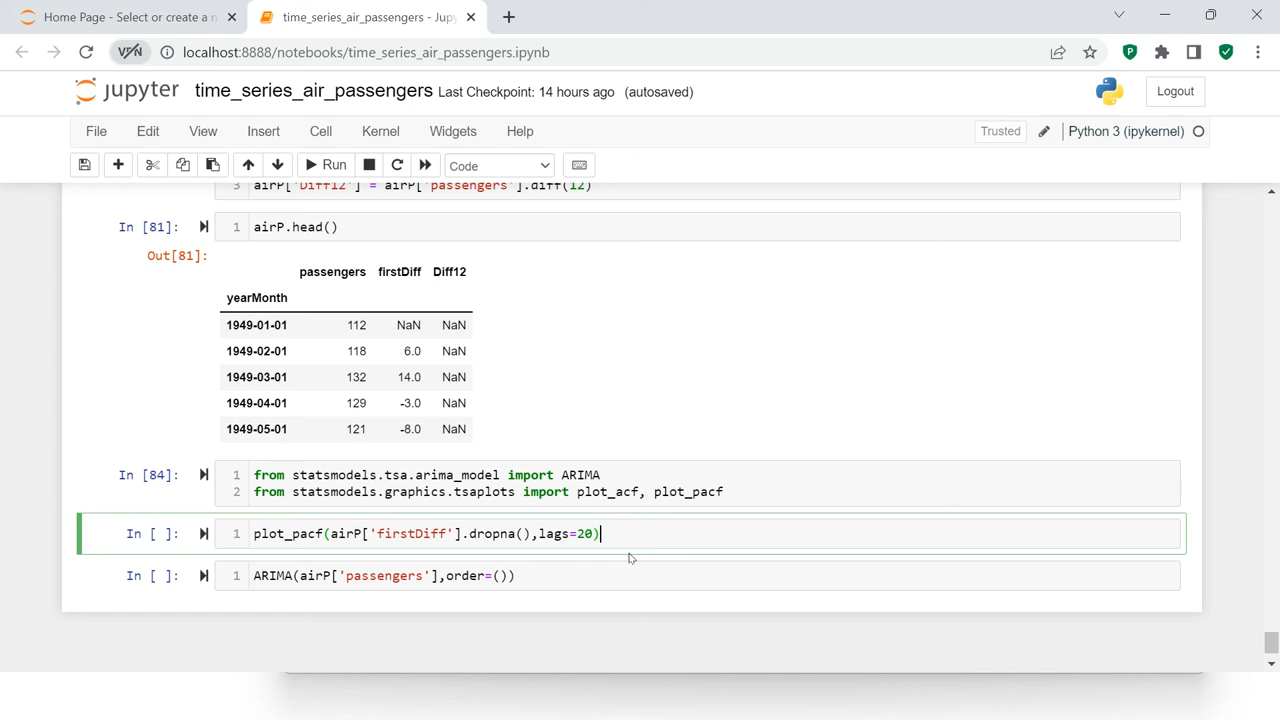 Home Page - Select or create a n
time_series_air_passengers - Jup
VPN
localhost:8888/notebooks/time_series_air_passengers.ipynb
jupyter time_series_air_passengers Last Checkpoint: 14 hours ago (autosaved)
Logout
File Edit View Insert Cell Kernel Widgets Help
Trusted Python 3 (ipykernel)
Run Code
3 airP['Diff12'] = airP['passengers'].diff(12)
In [81]: 1 airP.head()
Out[81]:
passengers firstDiff Diff12
yearMonth
1949-01-01 112 NaN NaN
1949-02-01 118 6.0 NaN
1949-03-01 132 14.0 NaN
1949-04-01 129 -3.0 NaN
1949-05-01 121 -8.0 NaN
In [84]: 1 from statsmodels.tsa.arima_model import ARIMA
2 from statsmodels.graphics.tsaplots import plot_acf, plot_pacf
In [ ]: 1 plot_pacf(airP['firstDiff'].dropna(),lags=20)
In [ ]: 1 ARIMA(airP['passengers'],order=())